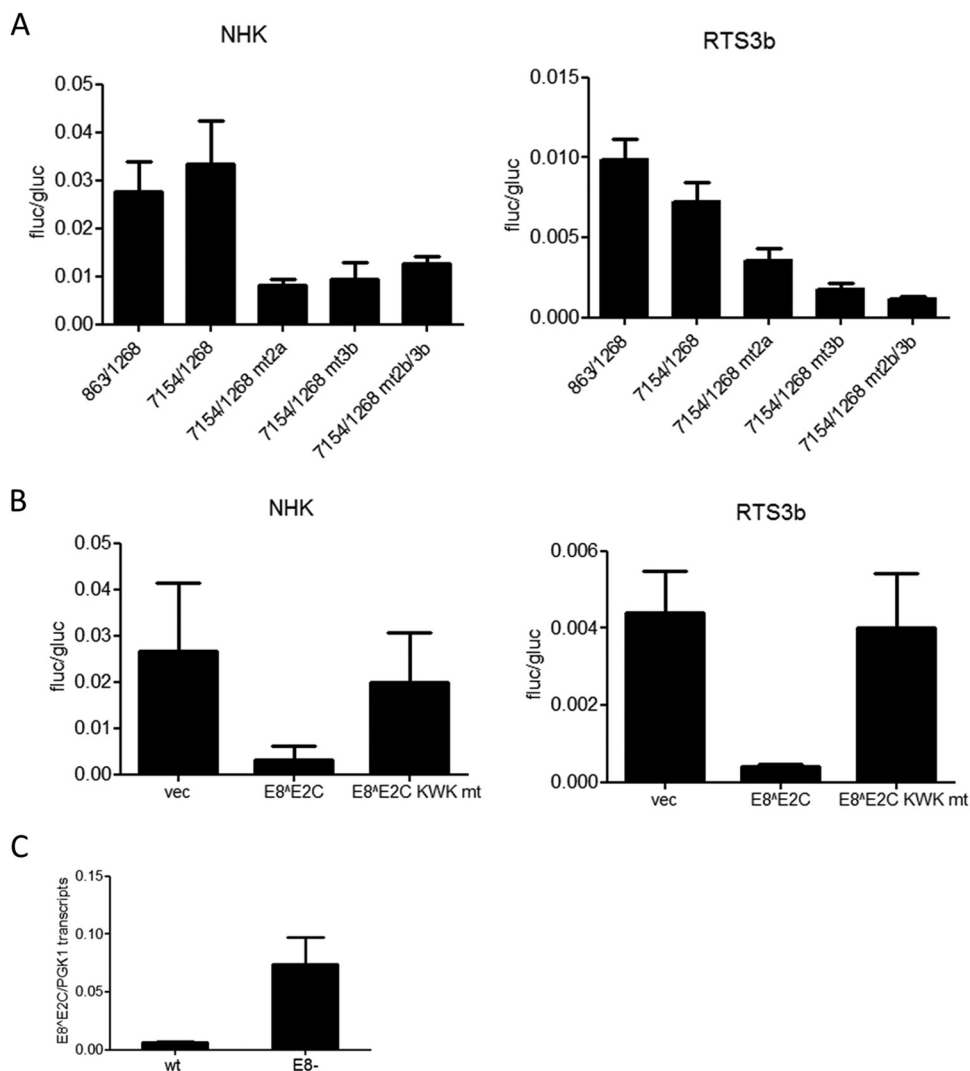 A
NHK
fluc/gluc
0.05
0.04
0.03
0.02
0.01
0.00
863/1268
7154/1268
7154/1268 mt2a
7154/1268 mt3b
7154/1268 mt2b/3b
RTS3b
fluc/gluc
0.015
0.010
0.005
0.000
863/1268
7154/1268
7154/1268 mt2a
7154/1268 mt3b
7154/1268 mt2b/3b
B
NHK
fluc/gluc
0.05
0.04
0.03
0.02
0.01
0.00
vec
E8^E2C
E8^E2C KWK mt
RTS3b
fluc/gluc
0.006
0.004
0.002
0.000
vec
E8^E2C
E8^E2C KWK mt
C
E8^E2C/PGK1 transcripts
0.15
0.10
0.05
0.00
wt
E8-